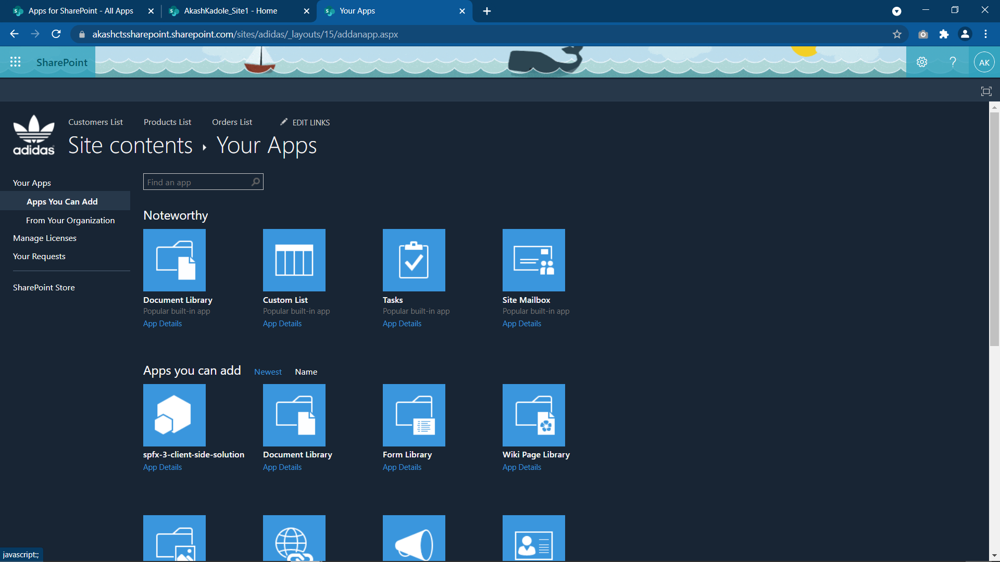 Apps for SharePoint - All Apps
AkashKadole_Site1 - Home
Your Apps
akashctssharepoint.sharepoint.com/sites/adidas/_layouts/15/addanapp.aspx
SharePoint
AK
adidas
Customers List
Products List
Orders List
EDIT LINKS
Site contents ▸ Your Apps
Your Apps
Apps You Can Add
From Your Organization
Manage Licenses
Your Requests
SharePoint Store
Find an app
Noteworthy
Document Library
Popular built-in app
App Details
Custom List
Popular built-in app
App Details
Tasks
Popular built-in app
App Details
Site Mailbox
Popular built-in app
App Details
Apps you can add
Newest
Name
spfx-3-client-side-solution
App Details
Document Library
App Details
Form Library
App Details
Wiki Page Library
App Details
javascript:;